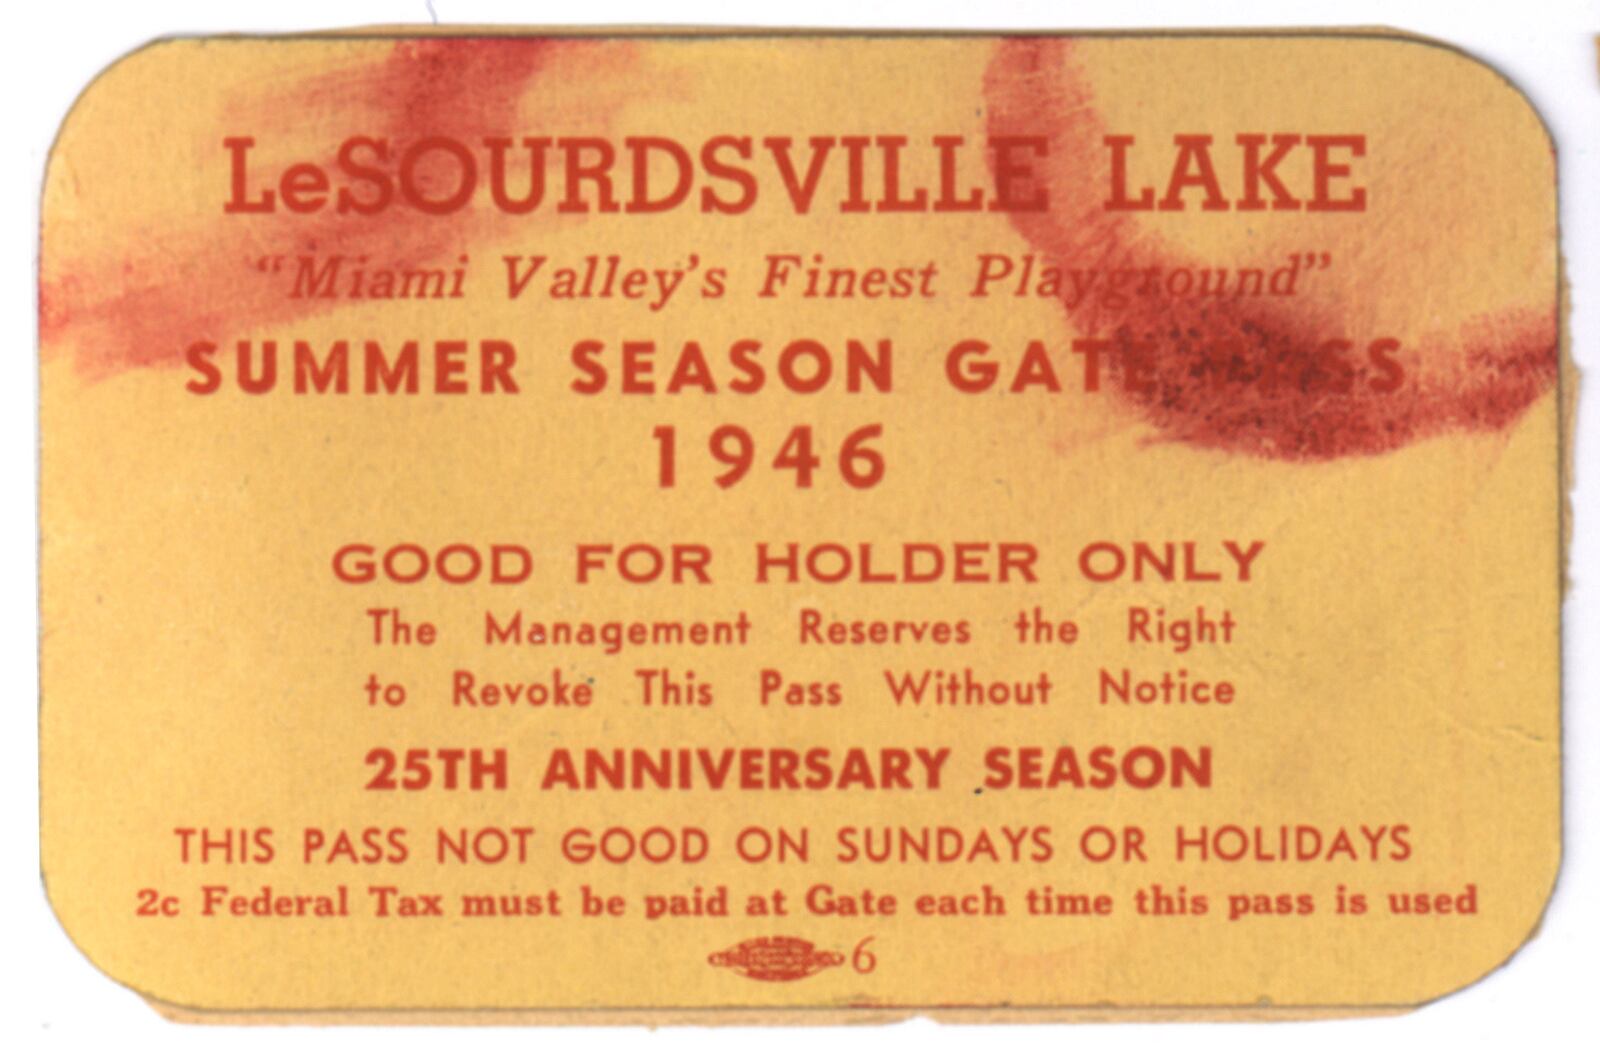 LeSOURDSVILLE LAKE
“Miami Valley’s Finest Playground”
SUMMER SEASON GATE PASS
1946
GOOD FOR HOLDER ONLY
The Management Reserves the Right
to Revoke This Pass Without Notice
25TH ANNIVERSARY SEASON
THIS PASS NOT GOOD ON SUNDAYS OR HOLIDAYS
2c Federal Tax must be paid at Gate each time this pass is used
6